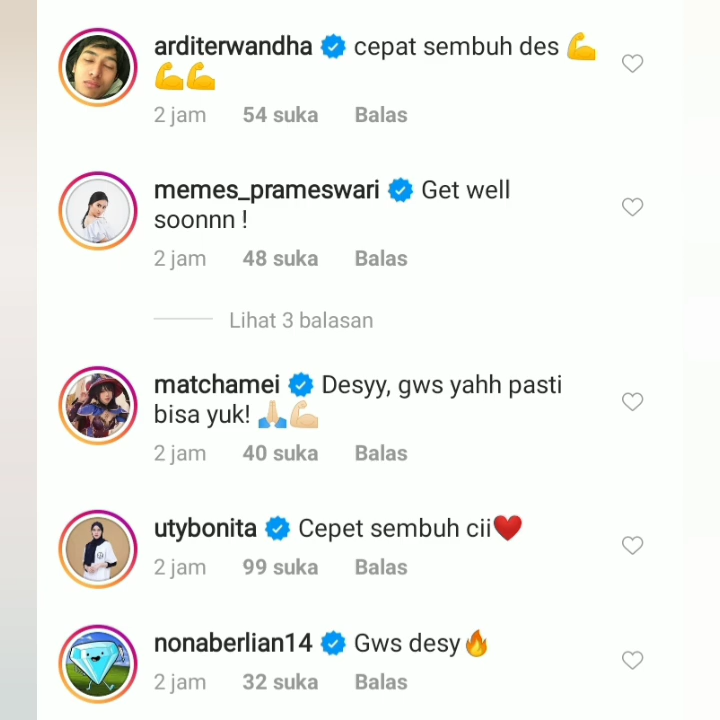 arditerwandha cepat sembuh des 💪
💪💪
2 jam 54 suka Balas
memes_prameswari Get well
soonnn !
2 jam 48 suka Balas
Lihat 3 balasan
matchamei Desyy, gws yahh pasti
bisa yuk! 🙏🏻💪🏻
2 jam 40 suka Balas
utybonita Cepet sembuh cii❤️
2 jam 99 suka Balas
nonaberlian14 Gws desy🔥
2 jam 32 suka Balas